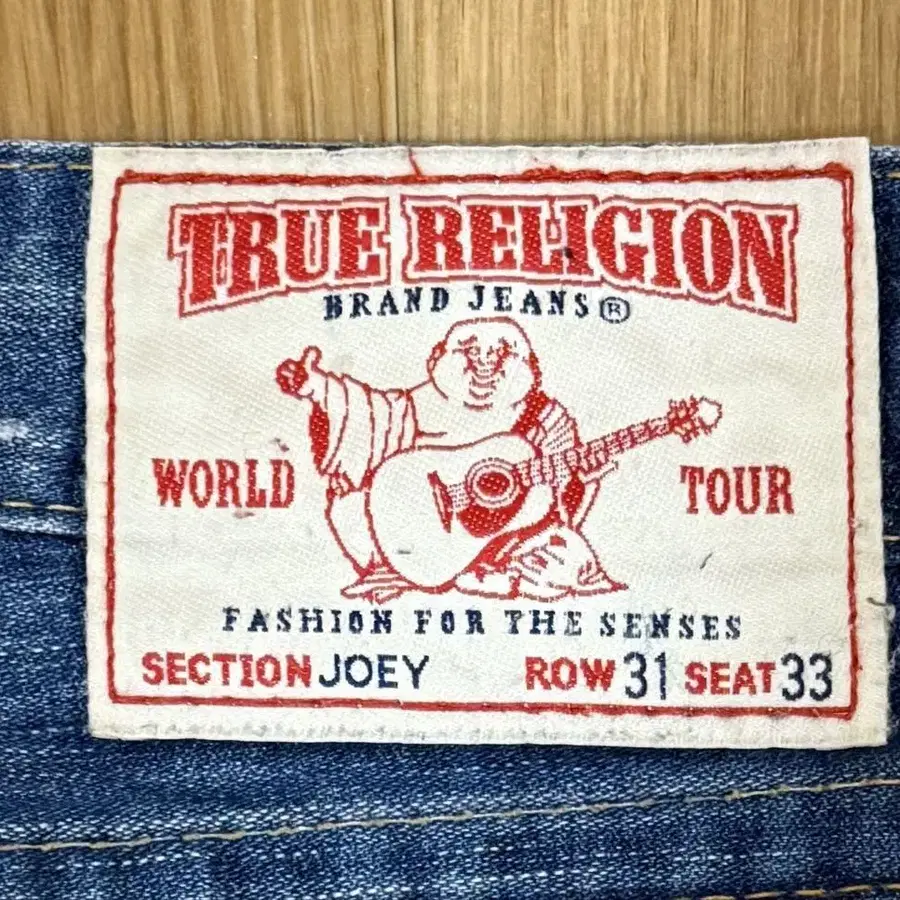 TRUE RELIGION
BRAND JEANS®
WORLD TOUR
FASHION FOR THE SENSES
SECTION JOEY ROW 31 SEAT 33